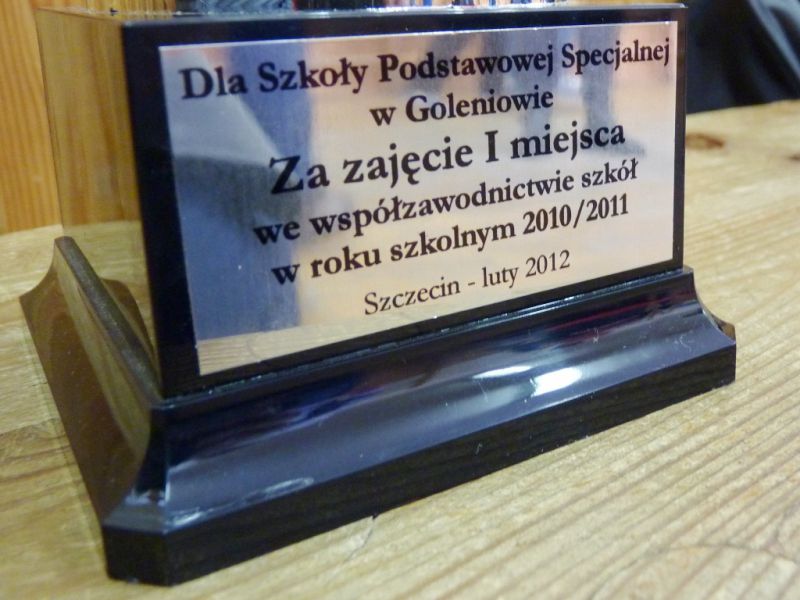 Dla Szkoły Podstawowej Specjalnej
w Goleniowie
Za zajęcie I miejsca
we współzawodnictwie szkół
w roku szkolnym 2010/2011
Szczecin - luty 2012